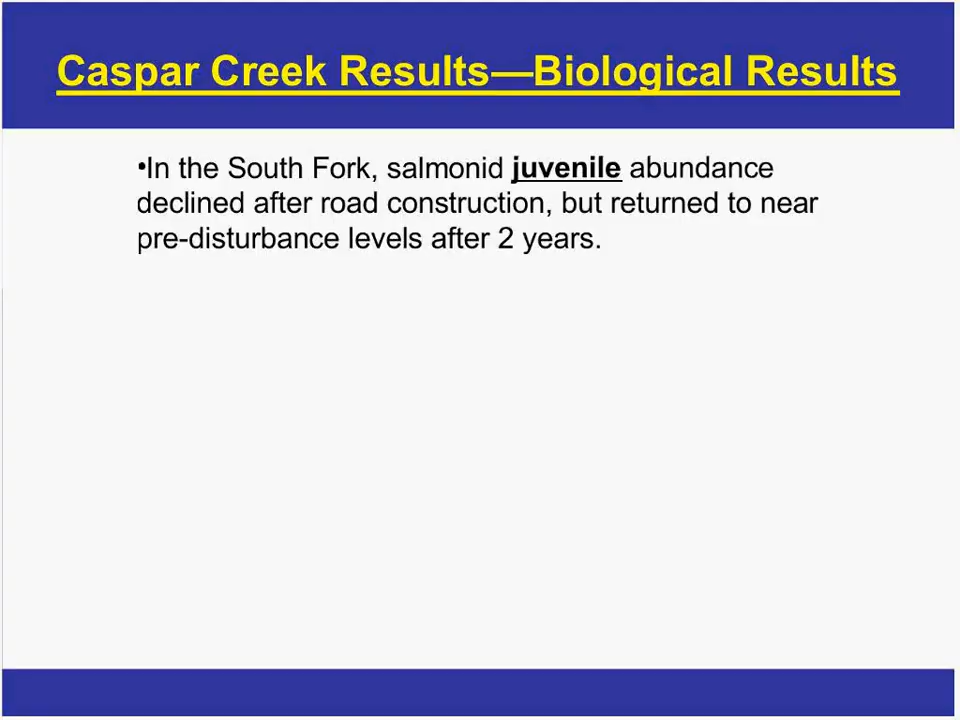 Caspar Creek Results—Biological Results
•In the South Fork, salmonid juvenile abundance
declined after road construction, but returned to near
pre-disturbance levels after 2 years.